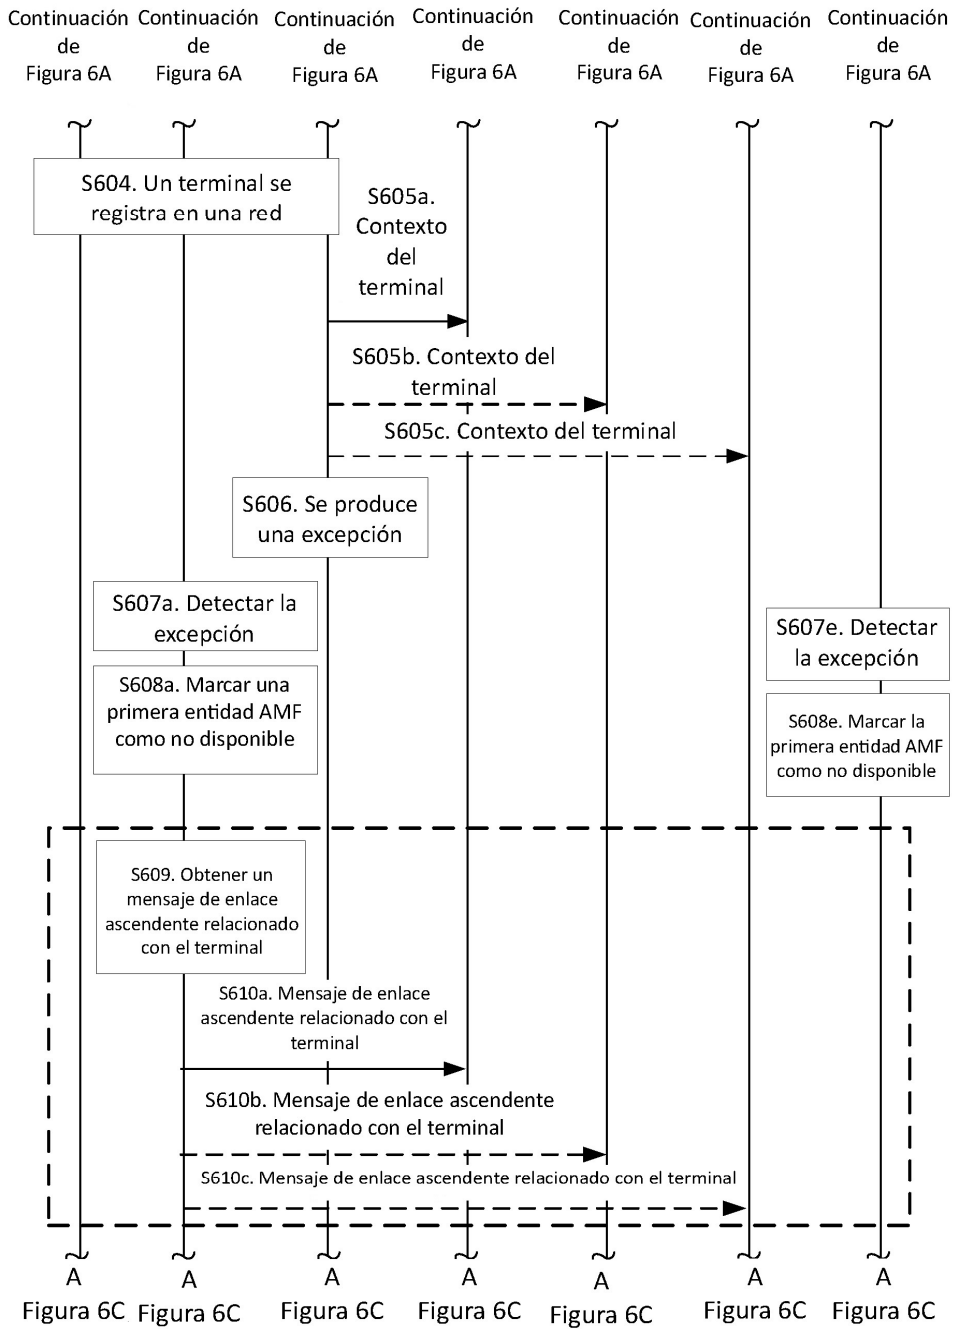 Continuación
de
Figura 6A
Continuación
de
Figura 6A
Continuación
de
Figura 6A
Continuación
de
Figura 6A
Continuación
de
Figura 6A
Continuación
de
Figura 6A
Continuación
de
Figura 6A
S604. Un terminal se
registra en una red
S605a.
Contexto
del
terminal
S605b. Contexto del
terminal
S605c. Contexto del terminal
S606. Se produce
una excepción
S607a. Detectar la
excepción
S607e. Detectar
la excepción
S608a. Marcar una
primera entidad AMF
como no disponible
S608e. Marcar la
primera entidad AMF
como no disponible
S609. Obtener un
mensaje de enlace
ascendente relacionado
con el terminal
S610a. Mensaje de enlace
ascendente relacionado con el
terminal
S610b. Mensaje de enlace ascendente
relacionado con el terminal
S610c. Mensaje de enlace ascendente relacionado con el terminal
A
Figura 6C
A
Figura 6C
A
Figura 6C
A
Figura 6C
A
Figura 6C
A
Figura 6C
A
Figura 6C